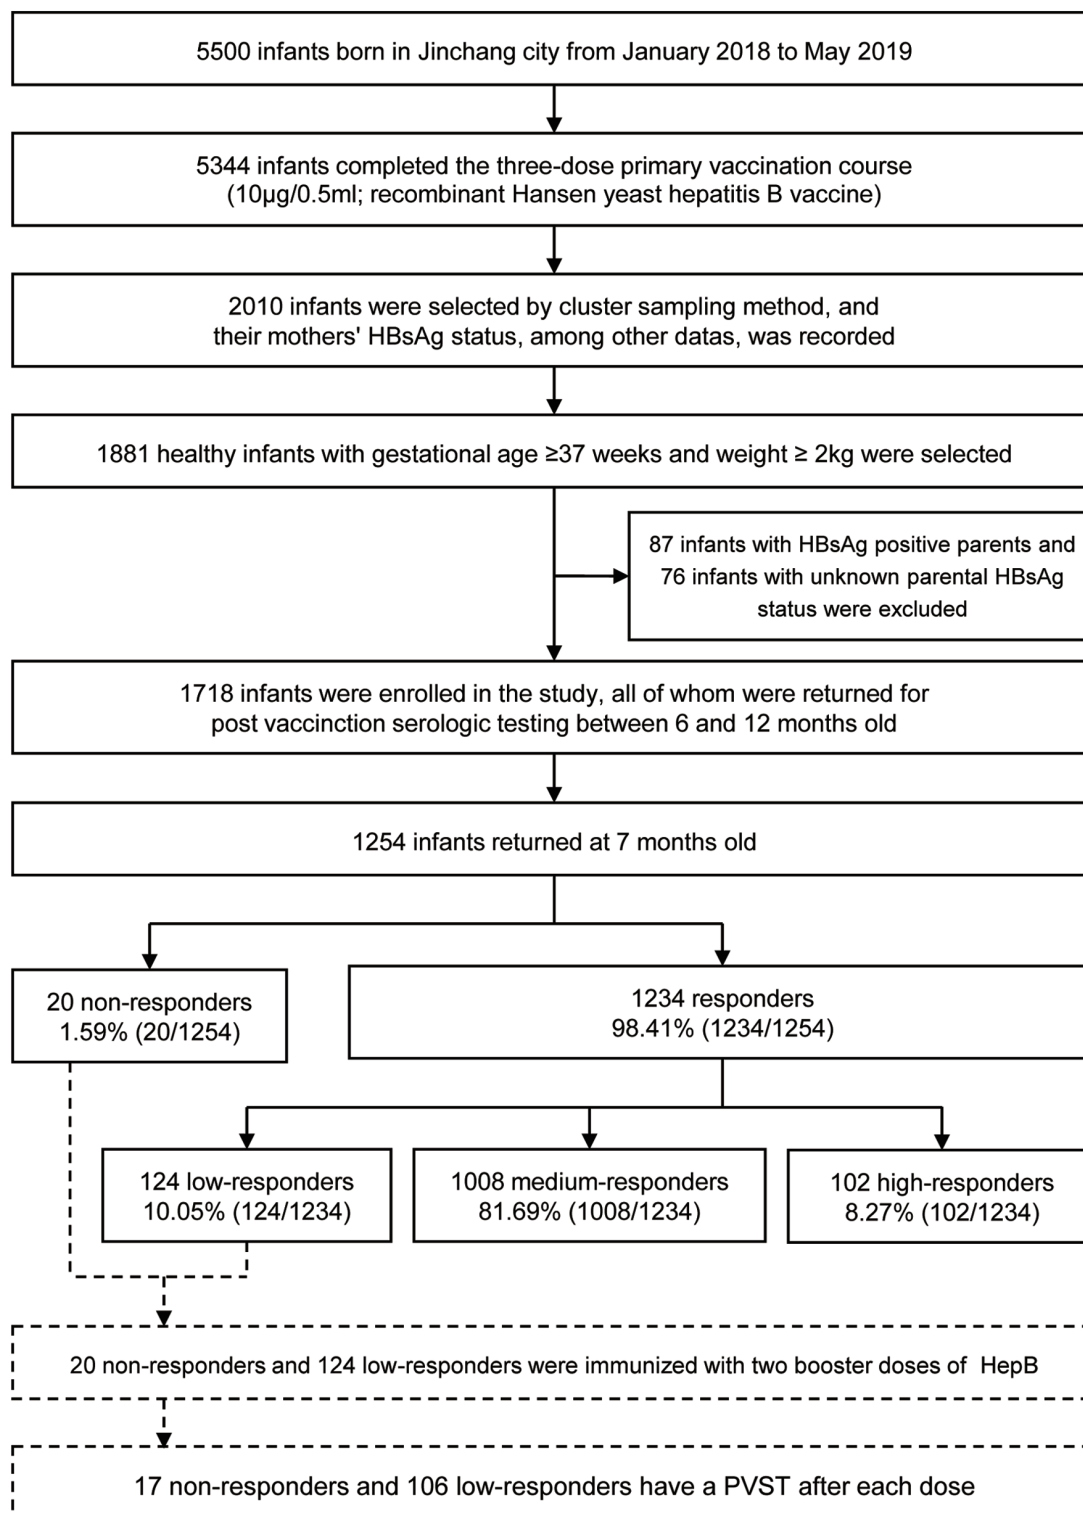 5500 infants born in Jinchang city from January 2018 to May 2019
5344 infants completed the three-dose primary vaccination course
(10μg/0.5ml; recombinant Hansen yeast hepatitis B vaccine)
2010 infants were selected by cluster sampling method, and
their mothers' HBsAg status, among other datas, was recorded
1881 healthy infants with gestational age ≥37 weeks and weight ≥ 2kg were selected
87 infants with HBsAg positive parents and
76 infants with unknown parental HBsAg
status were excluded
1718 infants were enrolled in the study, all of whom were returned for
post vaccinction serologic testing between 6 and 12 months old
1254 infants returned at 7 months old
20 non-responders
1.59% (20/1254)
1234 responders
98.41% (1234/1254)
124 low-responders
10.05% (124/1234)
1008 medium-responders
81.69% (1008/1234)
102 high-responders
8.27% (102/1234)
20 non-responders and 124 low-responders were immunized with two booster doses of  HepB
17 non-responders and 106 low-responders have a PVST after each dose